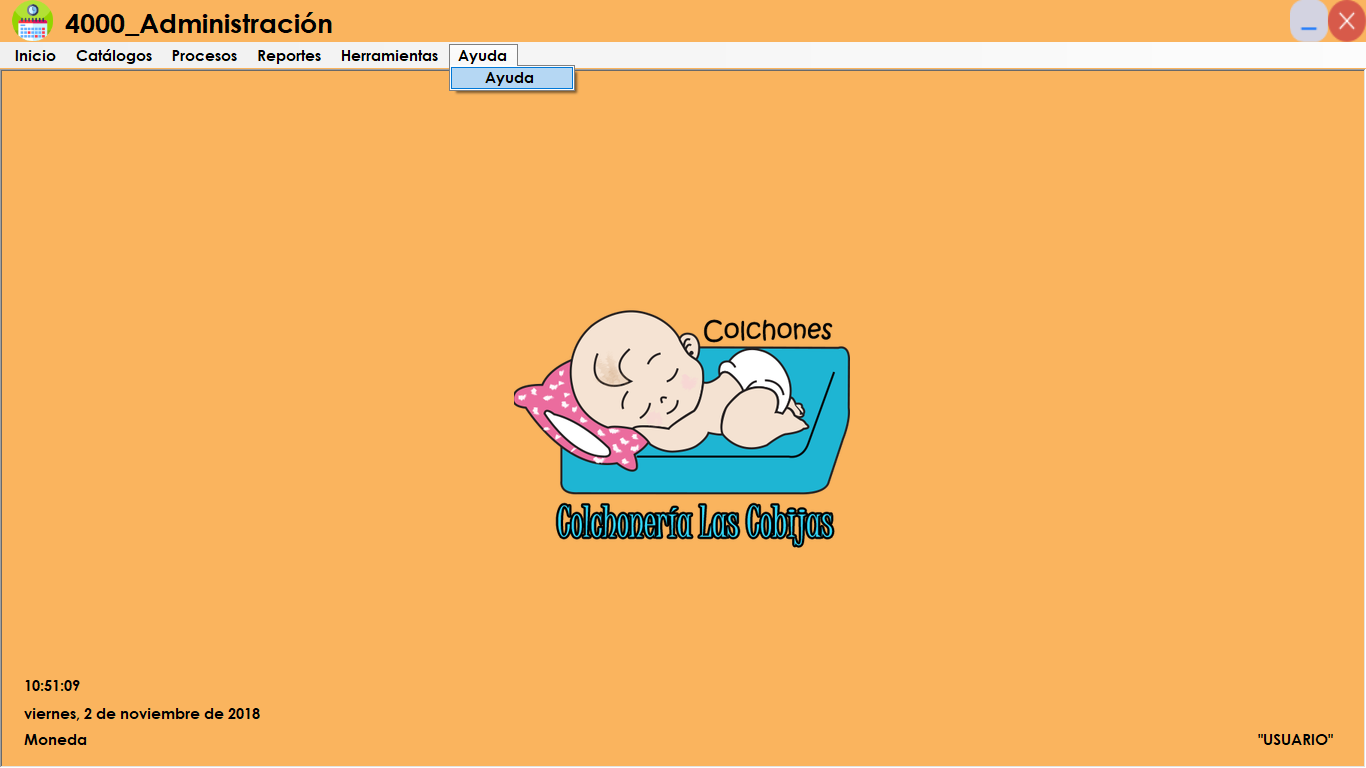 4000_Administración
Inicio Catálogos Procesos Reportes Herramientas Ayuda
Ayuda
Colchones
Colchonería Las Cobijas
10:51:09
viernes, 2 de noviembre de 2018
Moneda "USUARIO"